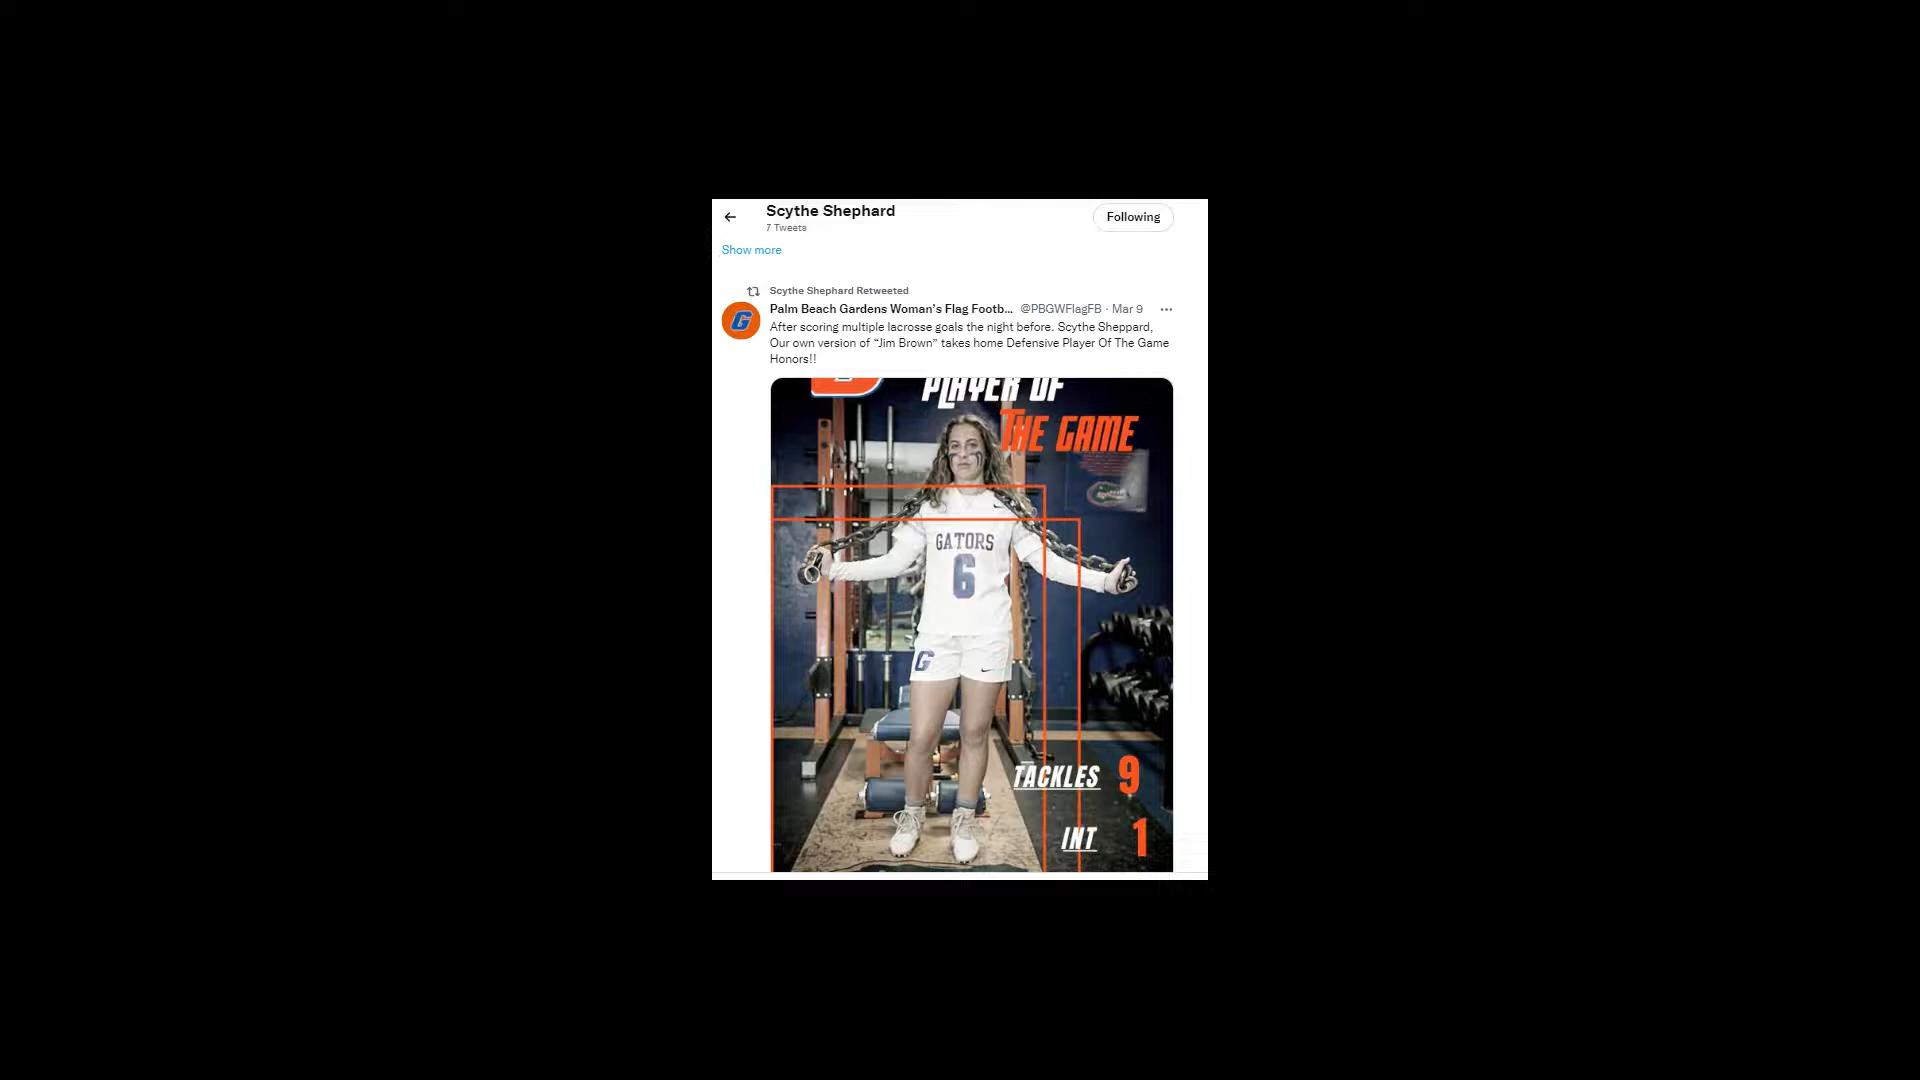 Scythe Shephard
7 Tweets
Following
Show more
Scythe Shephard Retweeted
Palm Beach Gardens Woman's Flag Footb... @PBGWFlagFB · Mar 9
After scoring multiple lacrosse goals the night before. Scythe Sheppard,
Our own version of “Jim Brown” takes home Defensive Player Of The Game
Honors!!
G
PLAYER OF
THE GAME
GATORS
6
G
TACKLES 9
INT 1